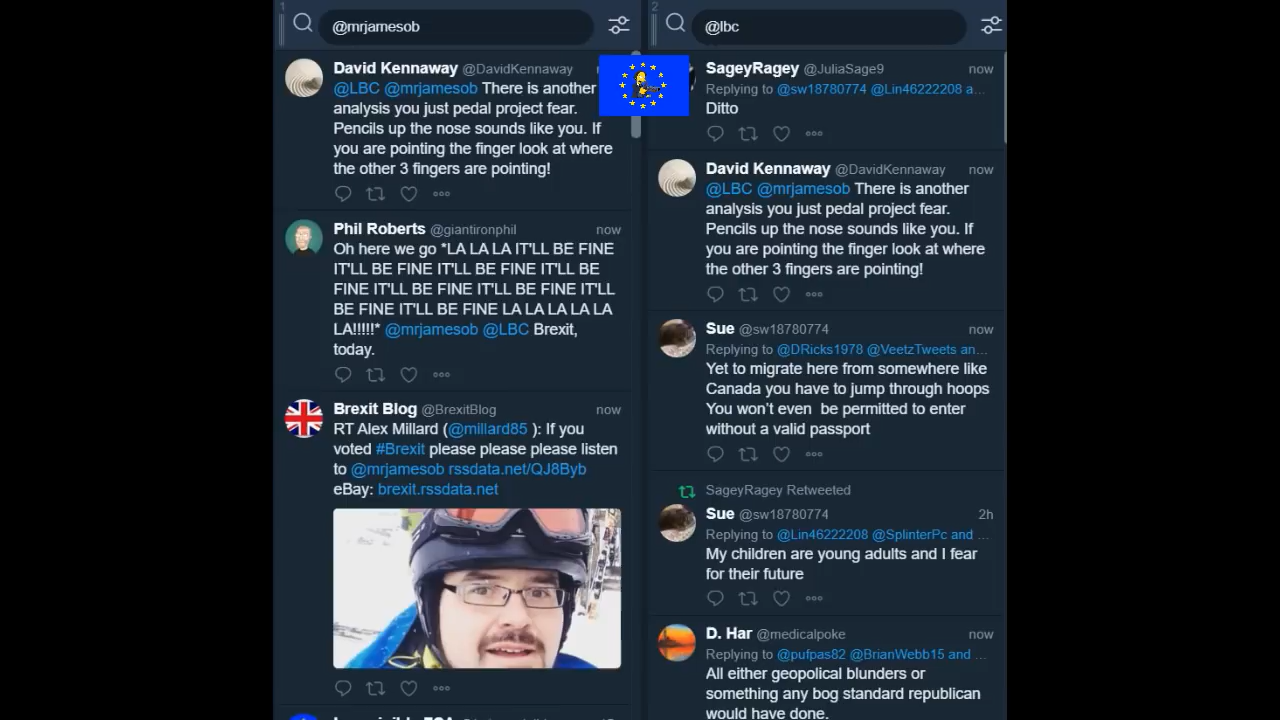 1
@mrjamesob
David Kennaway @DavidKennaway
@LBC @mrjamesob There is another
analysis you just pedal project fear.
Pencils up the nose sounds like you. If
you are pointing the finger look at where
the other 3 fingers are pointing!
Phil Roberts @giantironphil now
Oh here we go *LA LA LA IT'LL BE FINE
IT'LL BE FINE IT'LL BE FINE IT'LL BE
FINE IT'LL BE FINE IT'LL BE FINE IT'LL
BE FINE IT'LL BE FINE LA LA LA LA LA
LA!!!!!* @mrjamesob @LBC Brexit,
today.
Brexit Blog @BrexitBlog now
RT Alex Millard (@millard85 ): If you
voted #Brexit please please please listen
to @mrjamesob rssdata.net/QJ8Byb
eBay: brexit.rssdata.net
2
@lbc
SageyRagey @JuliaSage9 now
Replying to @sw18780774 @Lin46222208 a...
Ditto
David Kennaway @DavidKennaway now
@LBC @mrjamesob There is another
analysis you just pedal project fear.
Pencils up the nose sounds like you. If
you are pointing the finger look at where
the other 3 fingers are pointing!
Sue @sw18780774 now
Replying to @DRicks1978 @VeetzTweets an...
Yet to migrate here from somewhere like
Canada you have to jump through hoops
You won't even be permitted to enter
without a valid passport
SageyRagey Retweeted
Sue @sw18780774 2h
Replying to @Lin46222208 @SplinterPc and ...
My children are young adults and I fear
for their future
D. Har @medicalpoke now
Replying to @pufpas82 @BrianWebb15 and ...
All either geopolical blunders or
something any bog standard republican
would have done.